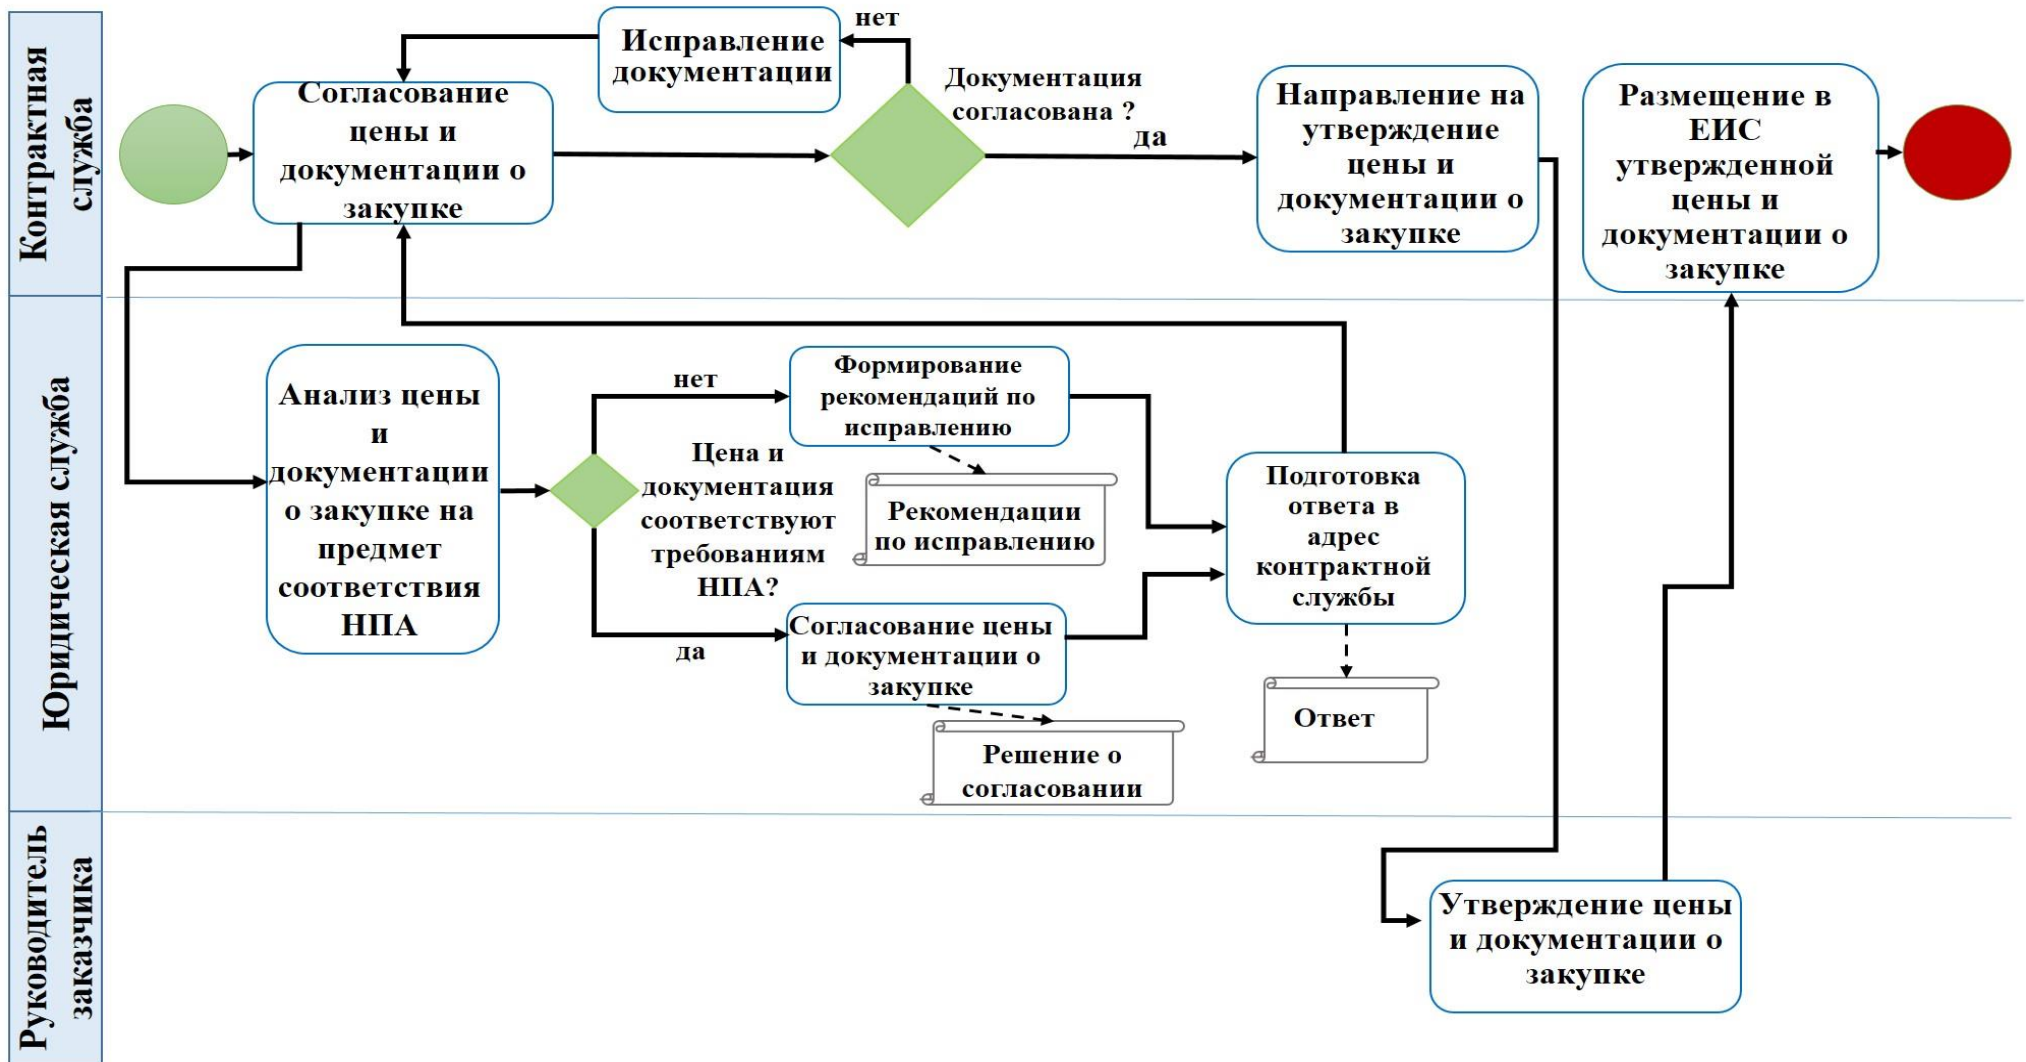 Контрактная
служба
Согласование
цены и
документации о
закупке
Исправление
документации
нет
Документация
согласована ?
да
Направление на
утверждение
цены и
документации о
закупке
Размещение в
ЕИС
утвержденной
цены и
документации о
закупке
Юридическая служба
Анализ цены
и
документации
о закупке на
предмет
соответствия
НПА
нет
Цена и
документация
соответствуют
требованиям
НПА?
да
Формирование
рекомендаций по
исправлению
Рекомендации
по исправлению
Согласование цены
и документации о
закупке
Решение о
согласовании
Подготовка
ответа в
адрес
контрактной
службы
Ответ
Руководитель
заказчика
Утверждение цены
и документации о
закупке